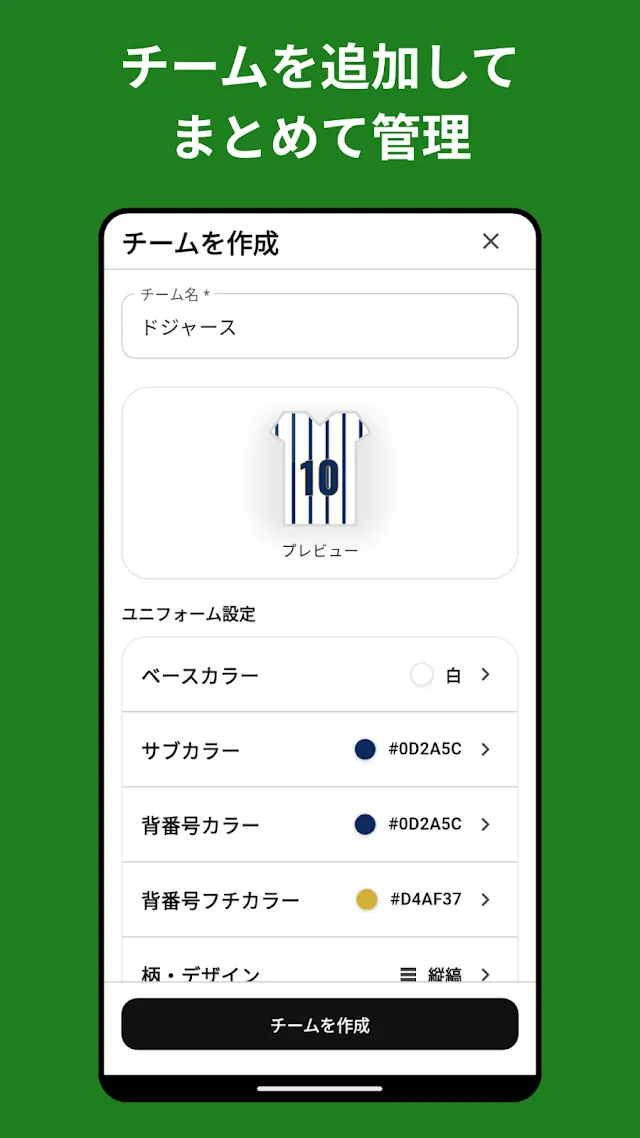 チームを追加して
まとめて管理
チームを作成
チーム名 *
ドジャース
10
プレビュー
ユニフォーム設定
ベースカラー 白
サブカラー #0D2A5C
背番号カラー #0D2A5C
背番号フチカラー #D4AF37
柄・デザイン 縦縞
チームを作成